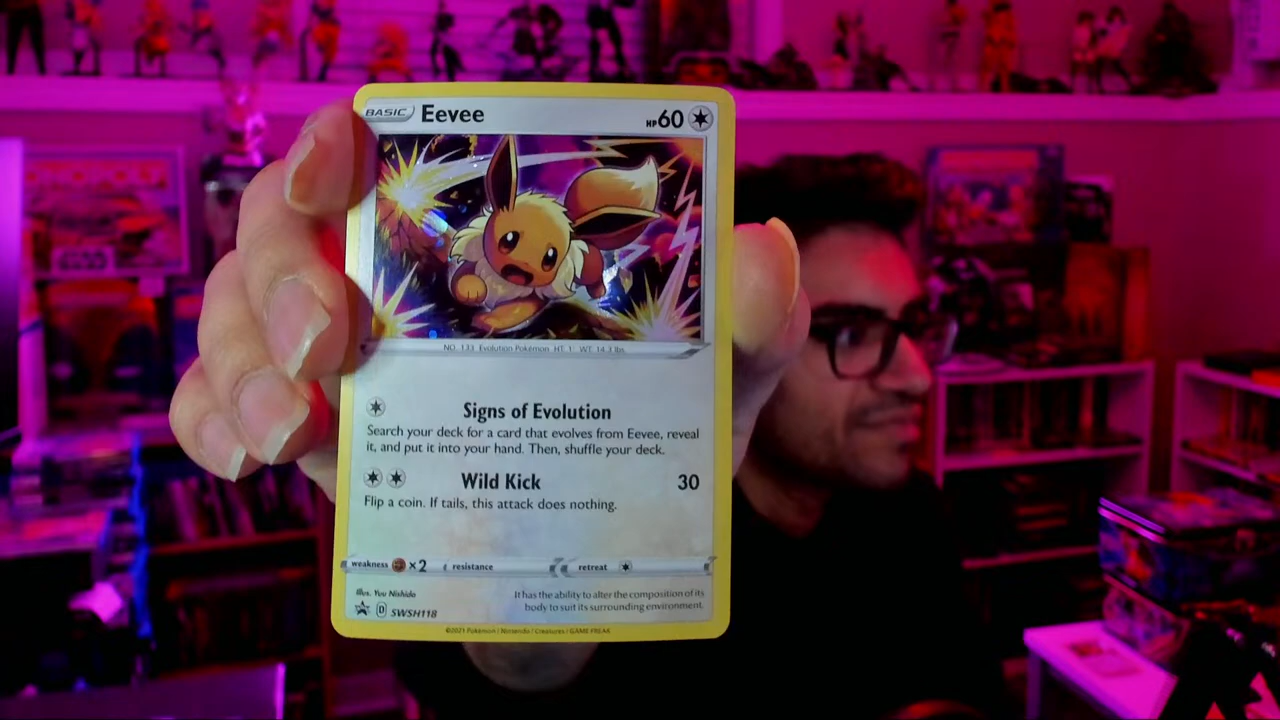 BASIC Eevee HP 60
NO. 133 Evolution Pokémon HT: 1' WT: 14.3 lbs.
Signs of Evolution
Search your deck for a card that evolves from Eevee, reveal
it, and put it into your hand. Then, shuffle your deck.
Wild Kick 30
Flip a coin. If tails, this attack does nothing.
weakness ×2 resistance retreat
Illus. You Nishida
It has the ability to alter the composition of its
body to suit its surrounding environment.
D SWSH118
©2021 Pokémon / Nintendo / Creatures / GAME FREAK
STAR WARS